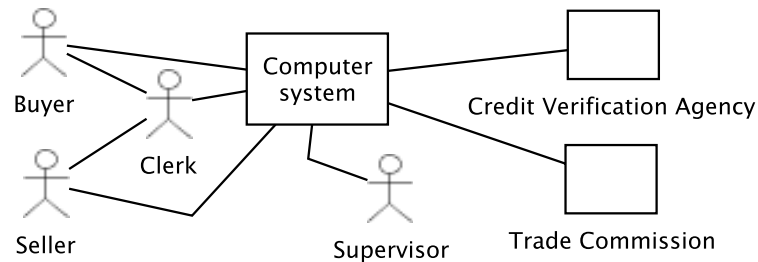 Computer
system
Buyer
Credit Verification Agency
Clerk
Seller
Supervisor
Trade Commission